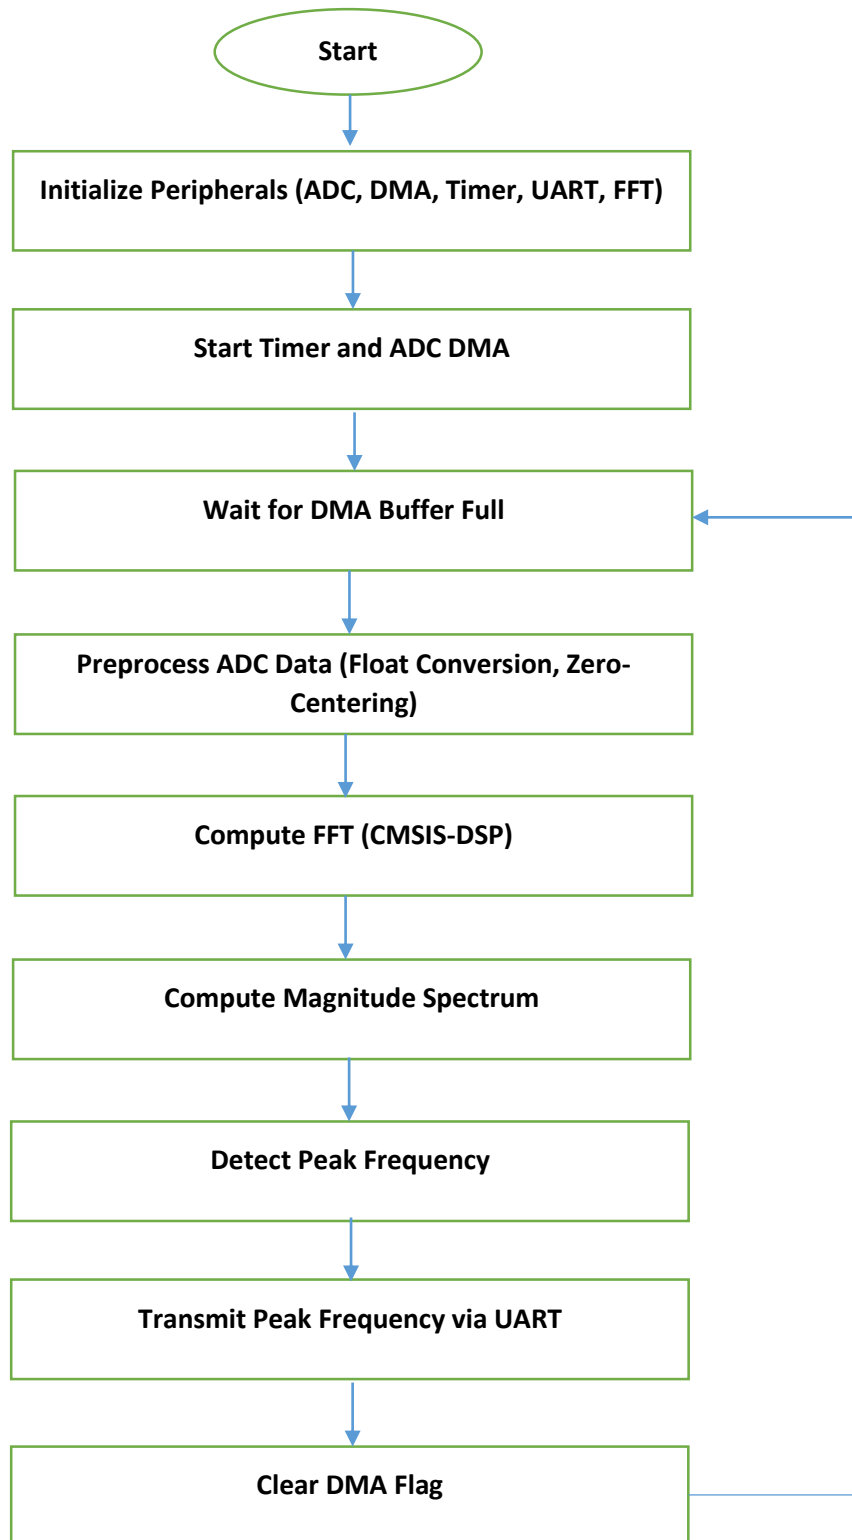 Start
Initialize Peripherals (ADC, DMA, Timer, UART, FFT)
Start Timer and ADC DMA
Wait for DMA Buffer Full
Preprocess ADC Data (Float Conversion, Zero-
Centering)
Compute FFT (CMSIS-DSP)
Compute Magnitude Spectrum
Detect Peak Frequency
Transmit Peak Frequency via UART
Clear DMA Flag